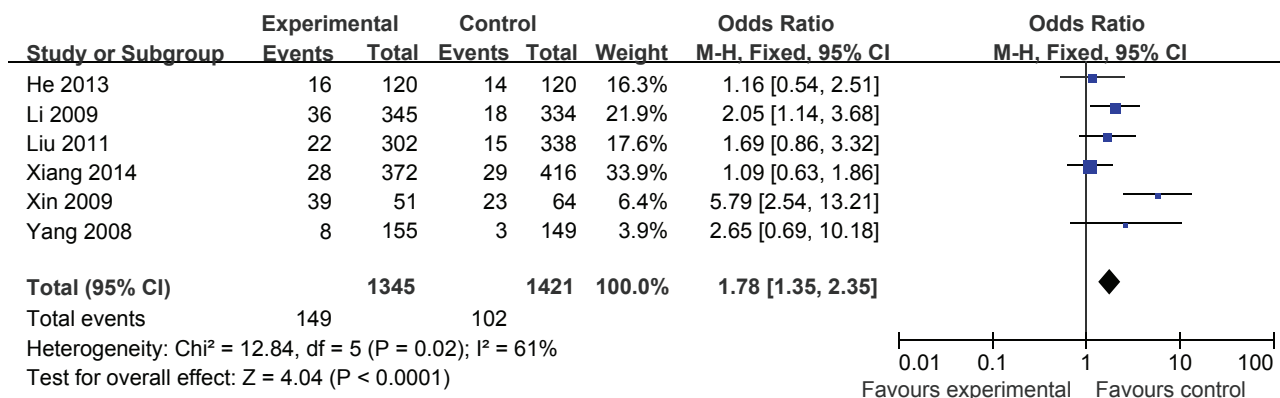 Experimental Control Odds Ratio Odds Ratio
Study or Subgroup Events Total Events Total Weight M-H, Fixed, 95% CI M-H, Fixed, 95% CI
He 2013 16 120 14 120 16.3% 1.16 [0.54, 2.51]
Li 2009 36 345 18 334 21.9% 2.05 [1.14, 3.68]
Liu 2011 22 302 15 338 17.6% 1.69 [0.86, 3.32]
Xiang 2014 28 372 29 416 33.9% 1.09 [0.63, 1.86]
Xin 2009 39 51 23 64 6.4% 5.79 [2.54, 13.21]
Yang 2008 8 155 3 149 3.9% 2.65 [0.69, 10.18]
Total (95% CI) 1345 1421 100.0% 1.78 [1.35, 2.35]
Total events 149 102
Heterogeneity: Chi² = 12.84, df = 5 (P = 0.02); I² = 61%
Test for overall effect: Z = 4.04 (P < 0.0001)
0.01 0.1 1 10 100
Favours experimental Favours control